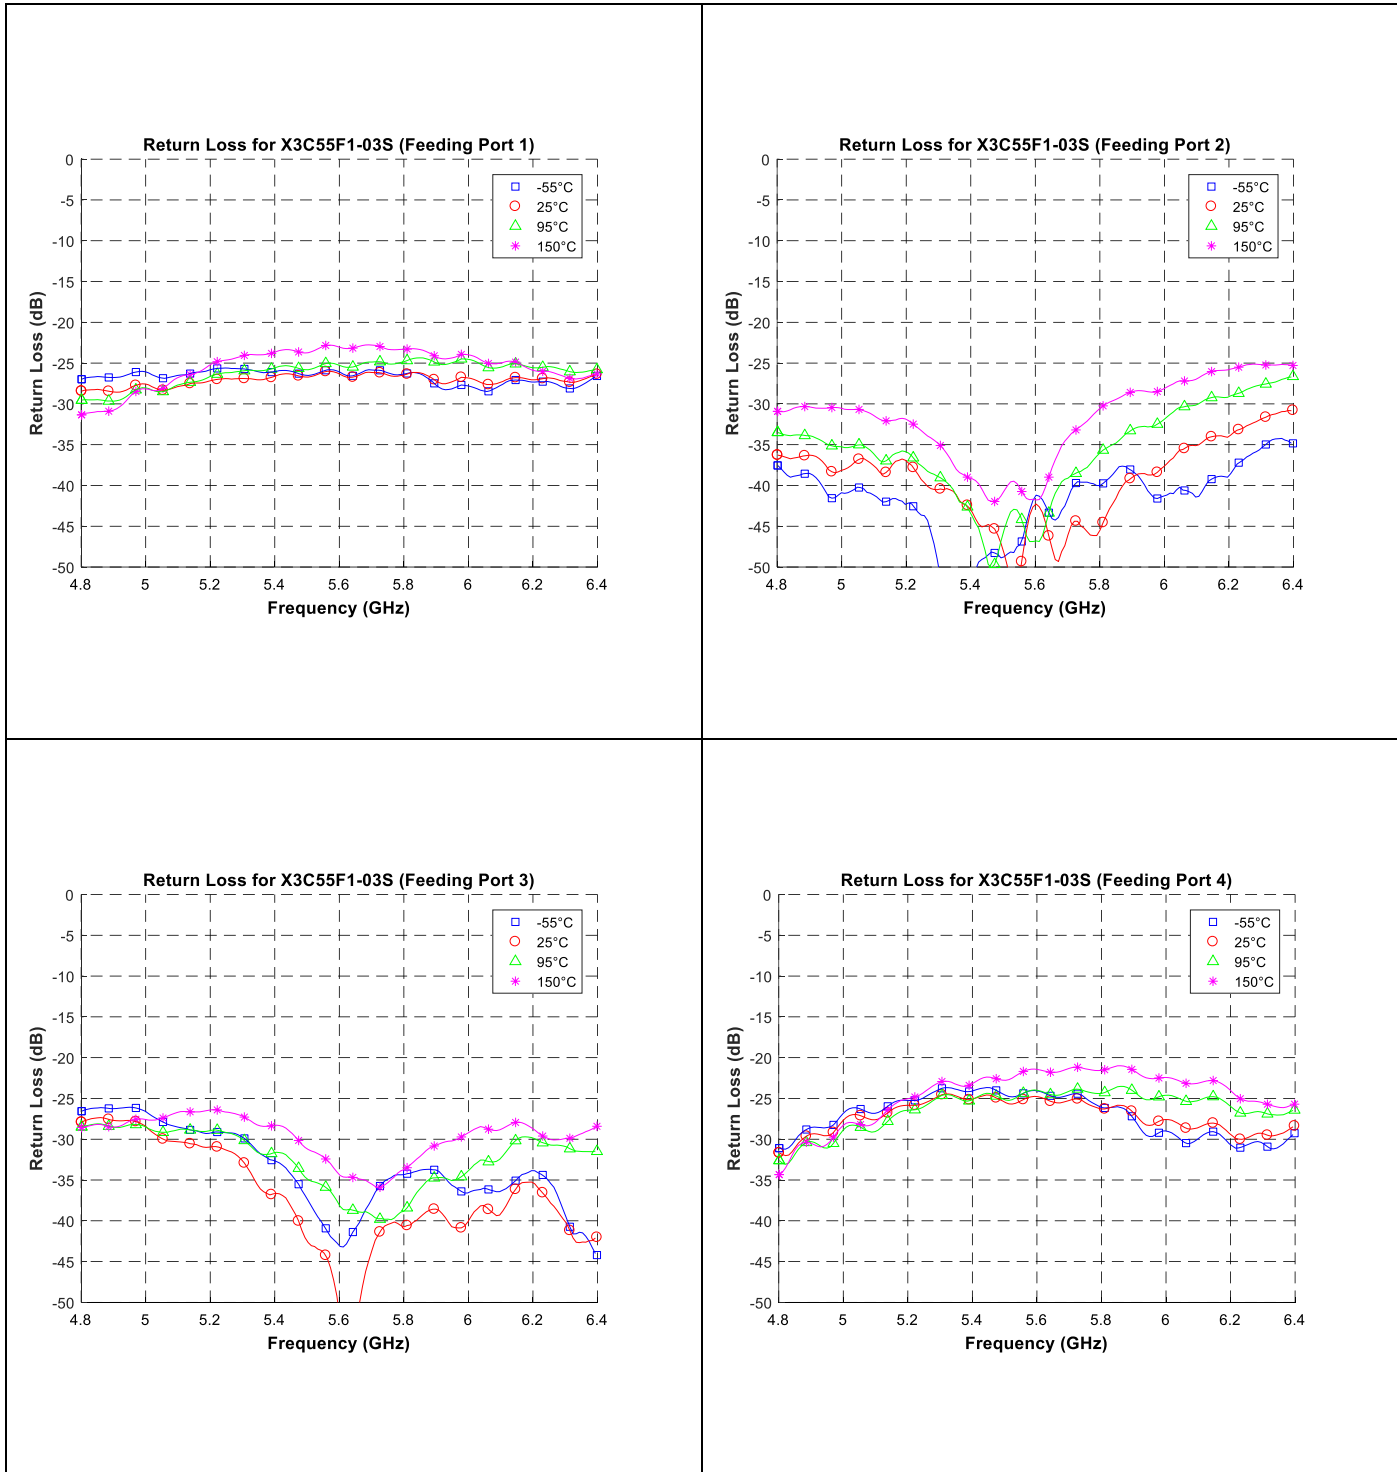 Return Loss for X3C55F1-03S (Feeding Port 1)
0
-5
-10
-15
-20
-25
-30
-35
-40
-45
-50
Return Loss (dB)
4.8 5 5.2 5.4 5.6 5.8 6 6.2 6.4
Frequency (GHz)
-55°C
25°C
95°C
150°C
Return Loss for X3C55F1-03S (Feeding Port 2)
0
-5
-10
-15
-20
-25
-30
-35
-40
-45
-50
Return Loss (dB)
4.8 5 5.2 5.4 5.6 5.8 6 6.2 6.4
Frequency (GHz)
-55°C
25°C
95°C
150°C
Return Loss for X3C55F1-03S (Feeding Port 3)
0
-5
-10
-15
-20
-25
-30
-35
-40
-45
-50
Return Loss (dB)
4.8 5 5.2 5.4 5.6 5.8 6 6.2 6.4
Frequency (GHz)
-55°C
25°C
95°C
150°C
Return Loss for X3C55F1-03S (Feeding Port 4)
0
-5
-10
-15
-20
-25
-30
-35
-40
-45
-50
Return Loss (dB)
4.8 5 5.2 5.4 5.6 5.8 6 6.2 6.4
Frequency (GHz)
-55°C
25°C
95°C
150°C